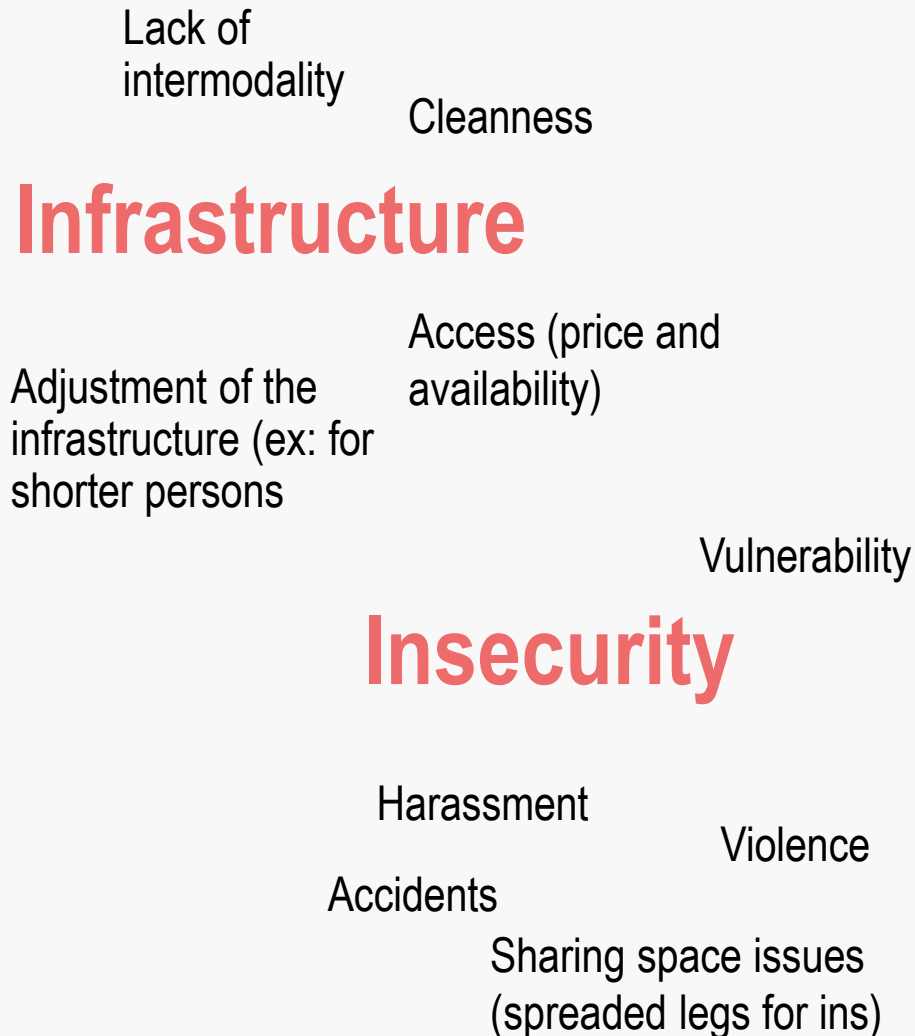 Lack of
intermodality
Cleanness
Infrastructure
Access (price and
availability)
Adjustment of the
infrastructure (ex: for
shorter persons
Vulnerability
Insecurity
Harassment
Violence
Accidents
Sharing space issues
(spreaded legs for ins)